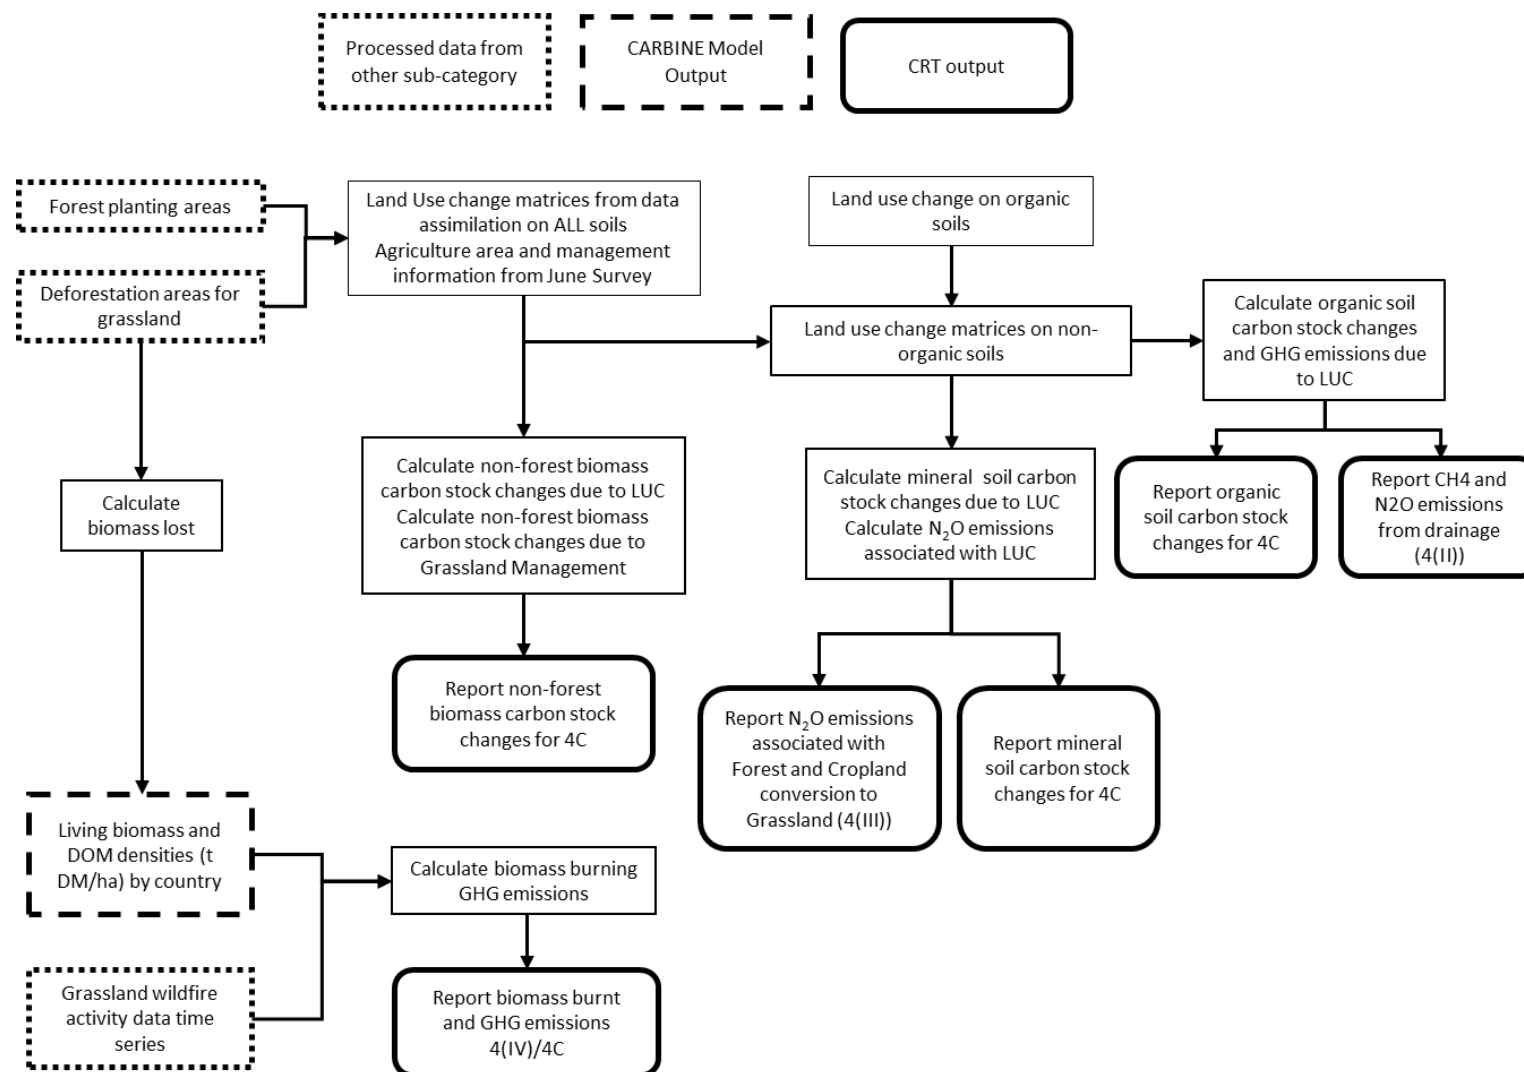 Processed data from
other sub-category
CARBINE Model
Output
CRT output
Forest planting areas
Deforestation areas for
grassland
Land Use change matrices from data
assimilation on ALL soils
Agriculture area and management
information from June Survey
Land use change on organic
soils
Land use change matrices on non-
organic soils
Calculate organic soil
carbon stock changes
and GHG emissions due
to LUC
Calculate
biomass lost
Calculate non-forest biomass
carbon stock changes due to LUC
Calculate non-forest biomass
carbon stock changes due to
Grassland Management
Calculate mineral  soil carbon
stock changes due to LUC
Calculate N₂O emissions
associated with LUC
Report organic
soil carbon stock
changes for 4C
Report CH4 and
N2O emissions
from drainage
(4(II))
Report non-forest
biomass carbon stock
changes for 4C
Report N₂O emissions
associated with
Forest and Cropland
conversion to
Grassland (4(III))
Report mineral
soil carbon stock
changes for 4C
Living biomass and
DOM densities (t
DM/ha) by country
Calculate biomass burning
GHG emissions
Grassland wildfire
activity data time
series
Report biomass burnt
and GHG emissions
4(IV)/4C